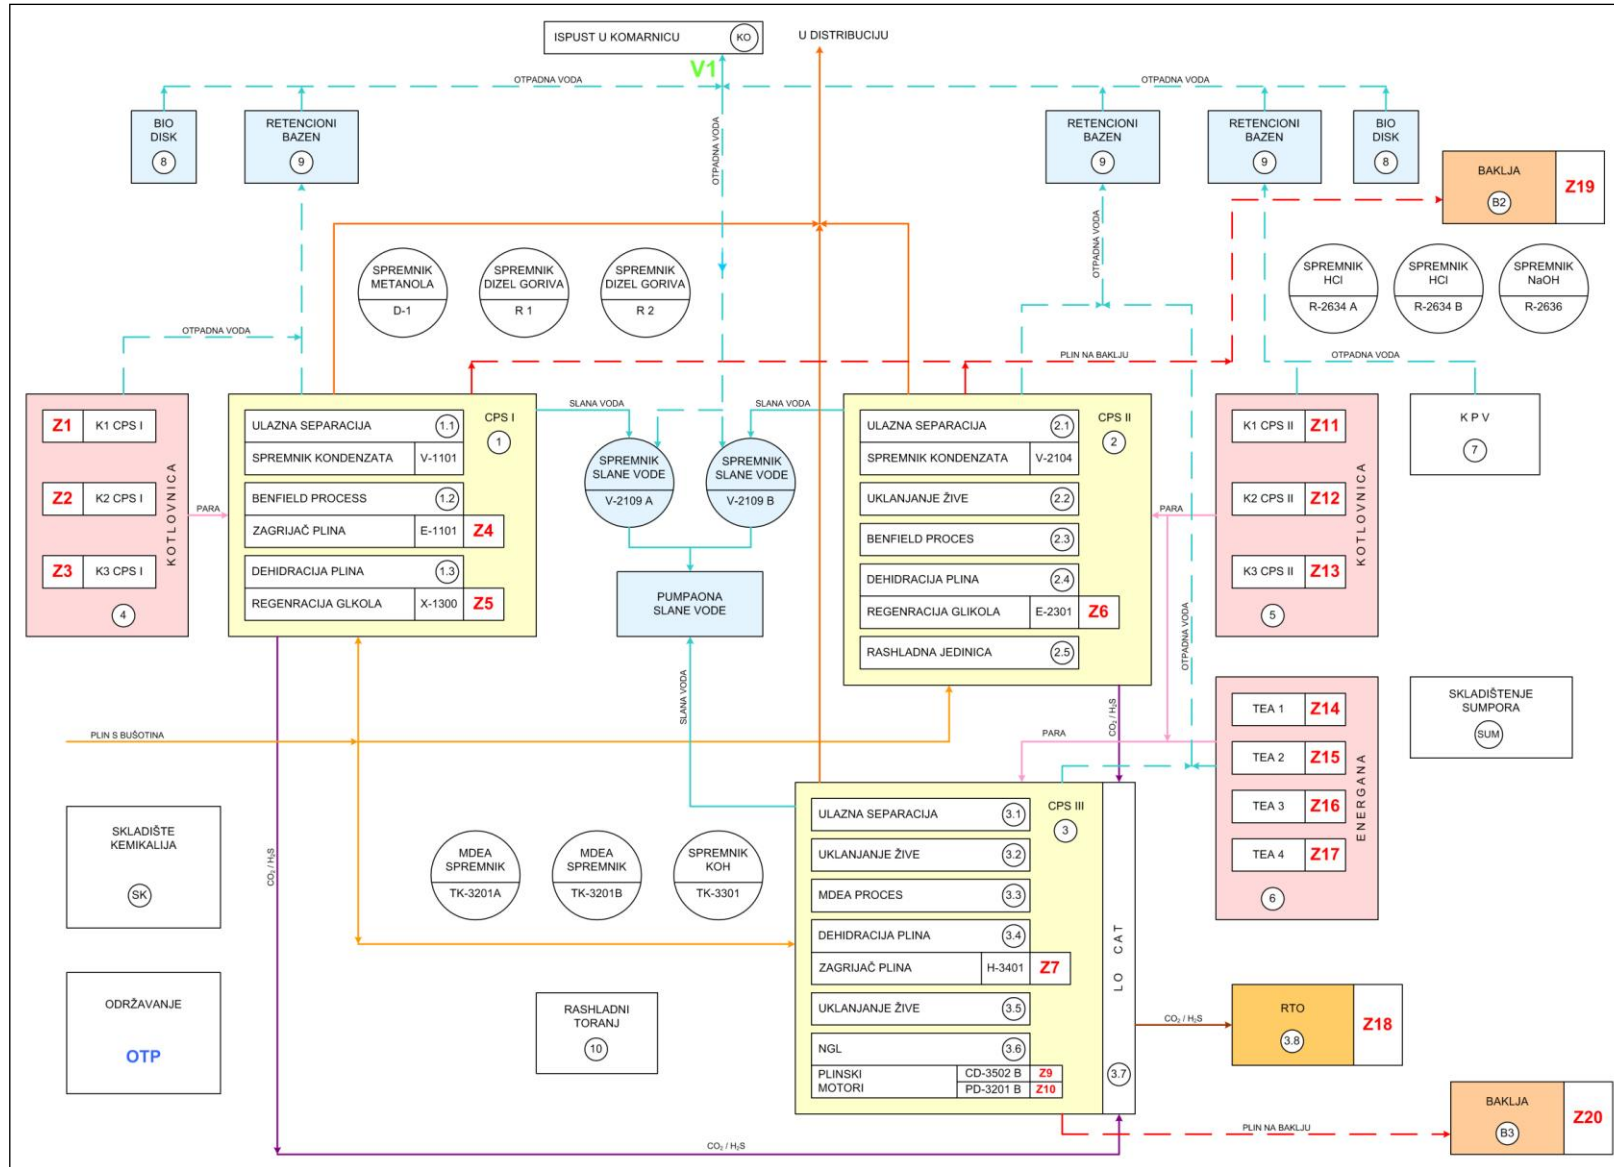 ISPUST U KOMARNICU KO
U DISTRIBUCIJU
V1
OTPADNA VODA
OTPADNA VODA
BIO
DISK
8
RETENCIONI
BAZEN
9
OTPADNA VODA
RETENCIONI
BAZEN
9
RETENCIONI
BAZEN
9
BIO
DISK
8
BAKLJA
B2
Z19
OTPADNA VODA
SPREMNIK
METANOLA
D-1
SPREMNIK
DIZEL GORIVA
R 1
SPREMNIK
DIZEL GORIVA
R 2
SPREMNIK
HCl
R-2634 A
SPREMNIK
HCl
R-2634 B
SPREMNIK
NaOH
R-2636
OTPADNA VODA
PLIN NA BAKLJU
OTPADNA VODA
Z1 K1 CPS I
Z2 K2 CPS I
Z3 K3 CPS I
KOTLOVNICA
4
PARA
CPS I
1
ULAZNA SEPARACIJA 1.1
SPREMNIK KONDENZATA V-1101
BENFIELD PROCESS 1.2
ZAGRIJAČ PLINA E-1101 Z4
DEHIDRACIJA PLINA 1.3
REGENRACIJA GLKOLA X-1300 Z5
SLANA VODA
SLANA VODA
SPREMNIK
SLANE VODE
V-2109 A
SPREMNIK
SLANE VODE
V-2109 B
PUMPAONA
SLANE VODE
SLANA VODA
CPS II
2
ULAZNA SEPARACIJA 2.1
SPREMNIK KONDENZATA V-2104
UKLANJANJE ŽIVE 2.2
BENFIELD PROCES 2.3
DEHIDRACIJA PLINA 2.4
REGENRACIJA GLIKOLA E-2301 Z6
RASHLADNA JEDINICA 2.5
PARA
K1 CPS II Z11
K2 CPS II Z12
K3 CPS II Z13
KOTLOVNICA
5
K P V
7
OTPADNA VODA
PLIN S BUŠOTINA
CO₂ / H₂S
PARA
TEA 1 Z14
TEA 2 Z15
TEA 3 Z16
TEA 4 Z17
ENERGANA
6
SKLADIŠTENJE
SUMPORA
SUM
SKLADIŠTE
KEMIKALIJA
SK
CO₂ / H₂S
MDEA
SPREMNIK
TK-3201A
MDEA
SPREMNIK
TK-3201B
SPREMNIK
KOH
TK-3301
CPS III
3
ULAZNA SEPARACIJA 3.1
UKLANJANJE ŽIVE 3.2
MDEA PROCES 3.3
DEHIDRACIJA PLINA 3.4
ZAGRIJAČ PLINA H-3401 Z7
UKLANJANJE ŽIVE 3.5
NGL 3.6
PLINSKI
MOTORI
CD-3502 B Z9
PD-3201 B Z10
LO CAT
3.7
ODRŽAVANJE
OTP
RASHLADNI
TORANJ
10
CO₂ / H₂S
RTO
3.8
Z18
PLIN NA BAKLJU
BAKLJA
B3
Z20
CO₂ / H₂S